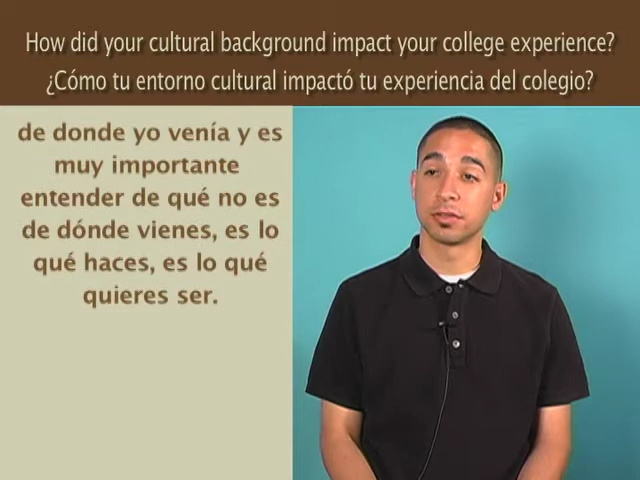 How did your cultural background impact your college experience?
¿Cómo tu entorno cultural impactó tu experiencia del colegio?
de donde yo venía y es
muy importante
entender de qué no es
de dónde vienes, es lo
qué haces, es lo qué
quieres ser.